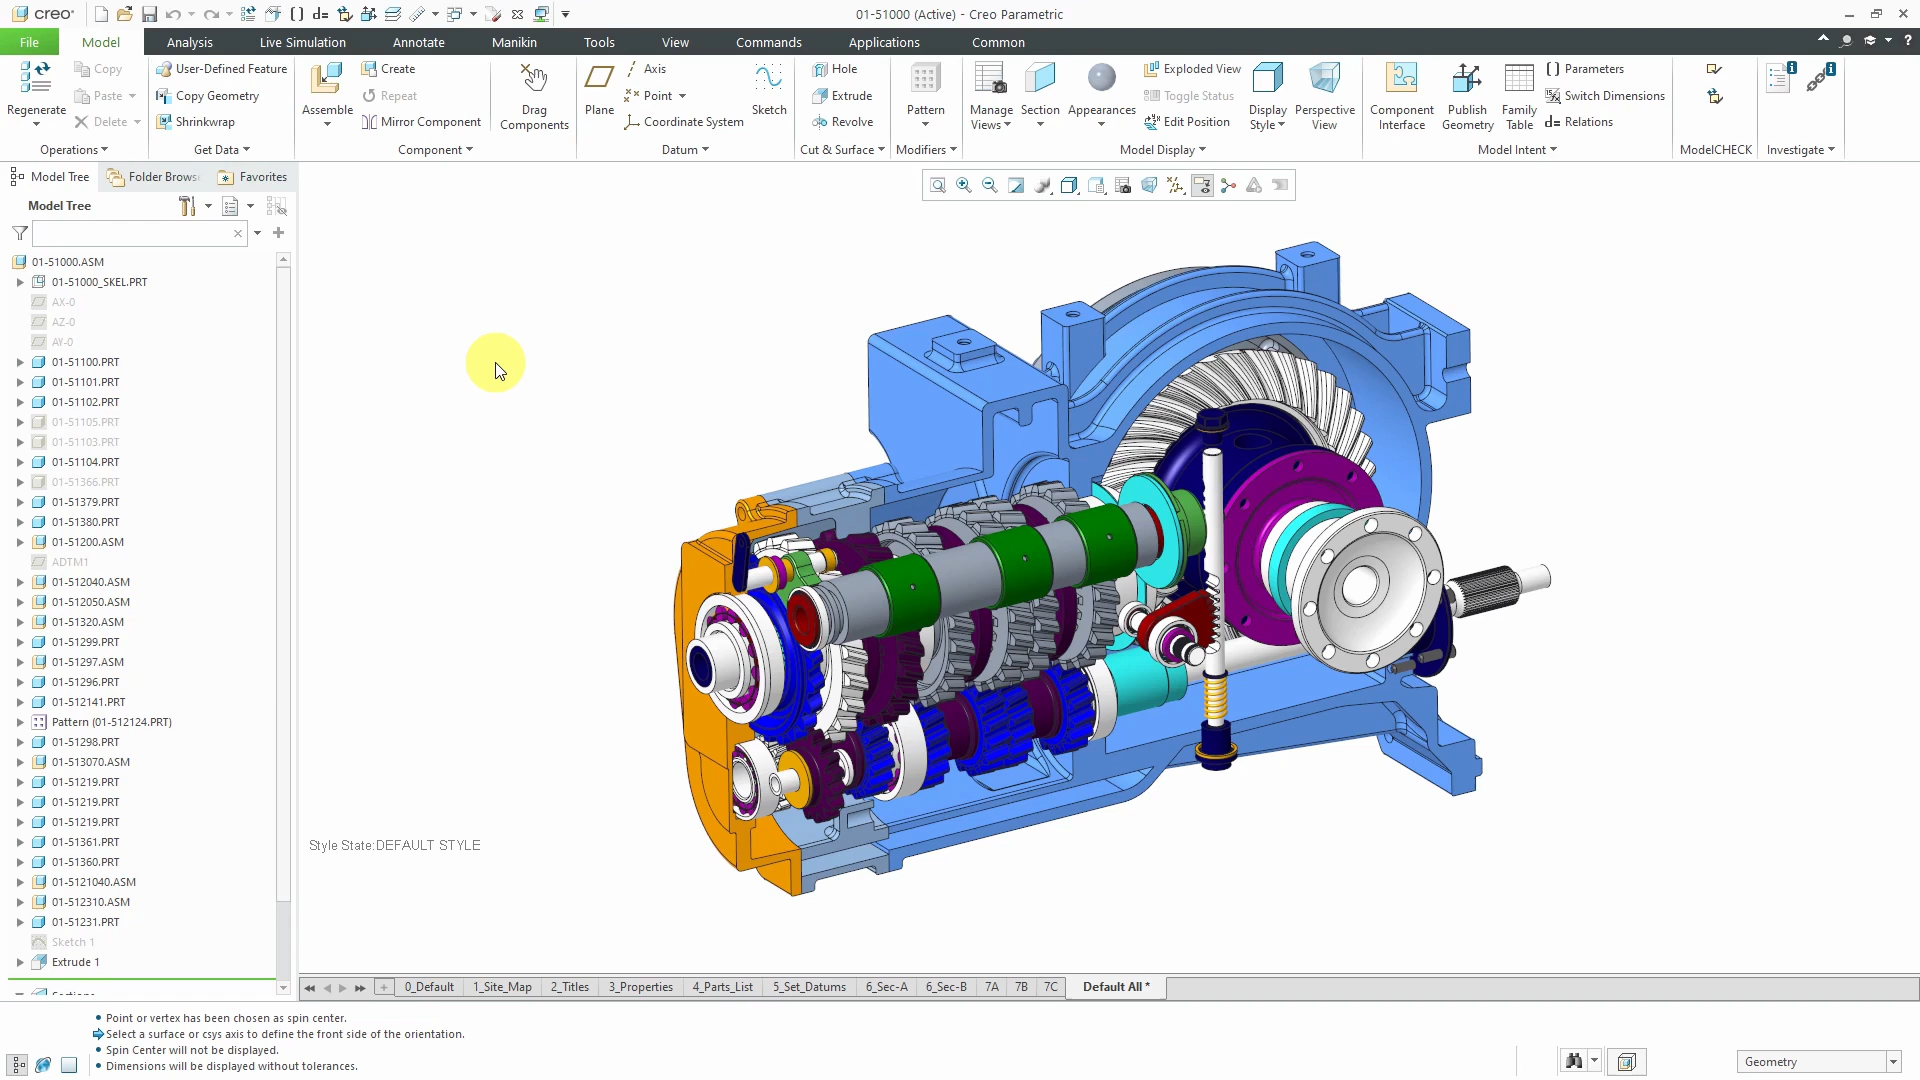 creo 01-51000 (Active) - Creo Parametric
File Model Analysis Live Simulation Annotate Manikin Tools View Commands Applications Common
Regenerate
Copy
Paste
Delete
Operations
User-Defined Feature
Copy Geometry
Shrinkwrap
Get Data
Assemble
Create
Repeat
Mirror Component
Drag Components
Component
Plane
Axis
Point
Coordinate System
Sketch
Datum
Hole
Extrude
Revolve
Cut & Surface
Pattern
Modifiers
Manage Views
Section
Appearances
Exploded View
Toggle Status
Edit Position
Display Style
Perspective View
Model Display
Component Interface
Publish Geometry
Family Table
Parameters
Switch Dimensions
d= Relations
Model Intent
ModelCHECK
Investigate
Model Tree Folder Brows Favorites
Model Tree
01-51000.ASM
01-51000_SKEL.PRT
AX-0
AZ-0
AY-0
01-51100.PRT
01-51101.PRT
01-51102.PRT
01-51105.PRT
01-51103.PRT
01-51104.PRT
01-51366.PRT
01-51379.PRT
01-51380.PRT
01-51200.ASM
ADTM1
01-512040.ASM
01-512050.ASM
01-51320.ASM
01-51299.PRT
01-51297.ASM
01-51296.PRT
01-512141.PRT
Pattern (01-512124.PRT)
01-51298.PRT
01-513070.ASM
01-51219.PRT
01-51219.PRT
01-51219.PRT
01-51361.PRT
01-51360.PRT
01-5121040.ASM
01-512310.ASM
01-51231.PRT
Sketch 1
Extrude 1
Style State:DEFAULT STYLE
0_Default 1_Site_Map 2_Titles 3_Properties 4_Parts_List 5_Set_Datums 6_Sec-A 6_Sec-B 7A 7B 7C Default All *
• Point or vertex has been chosen as spin center.
Select a surface or csys axis to define the front side of the orientation.
• Spin Center will not be displayed.
• Dimensions will be displayed without tolerances.
Geometry